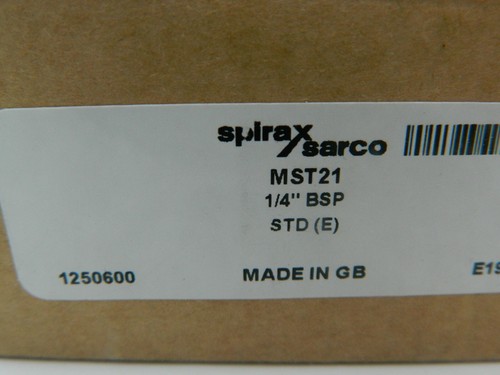 spirax
sarco
MST21
1/4" BSP
STD (E)
1250600 MADE IN GB